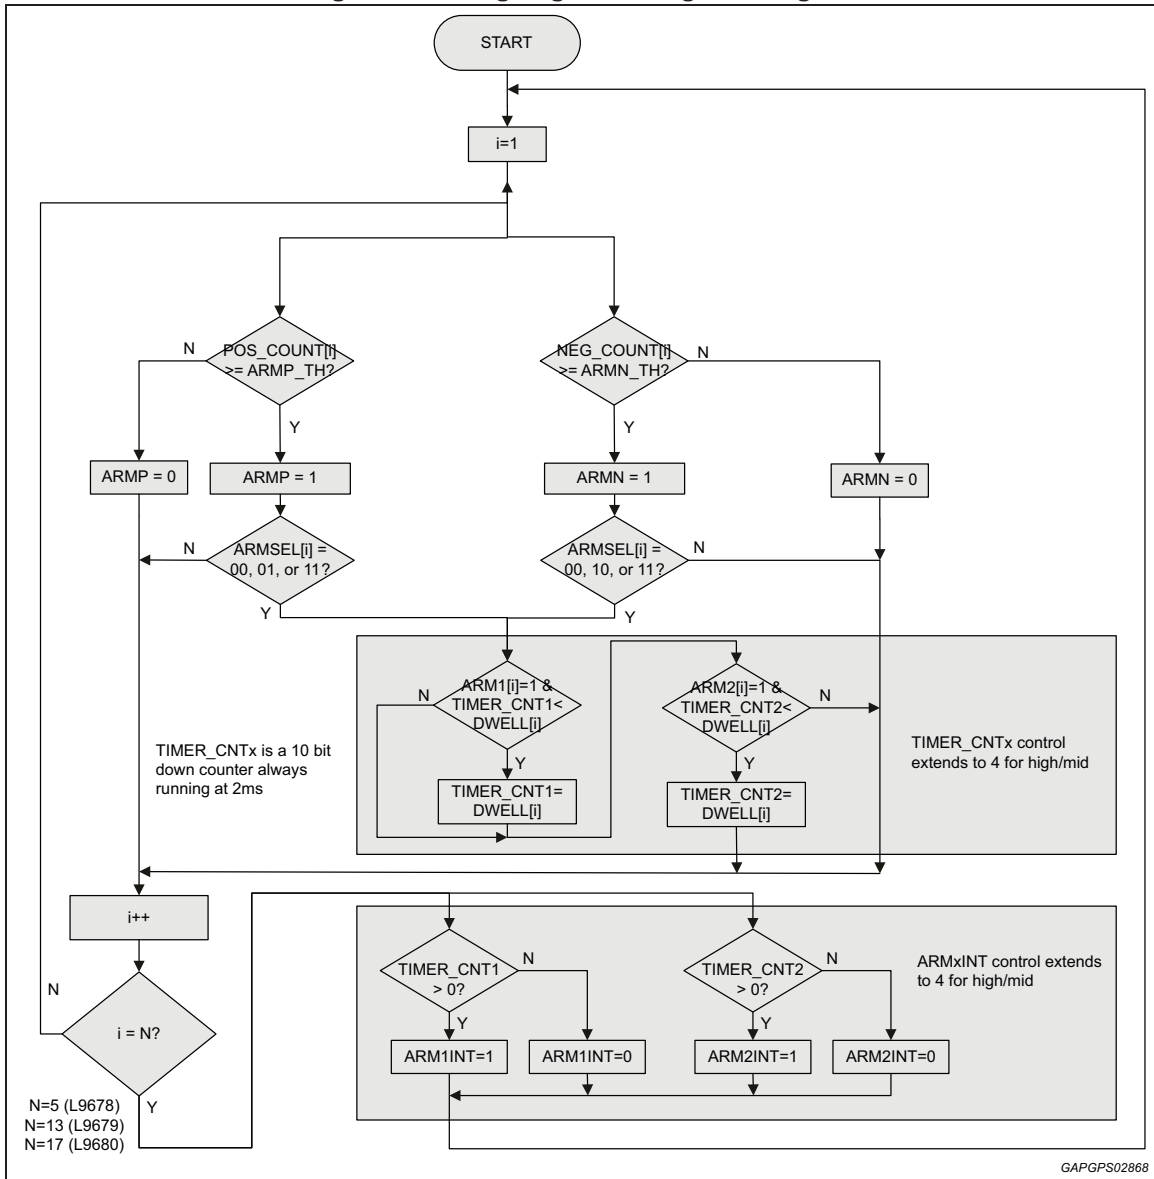 START
i=1
N
POS_COUNT[i]
>= ARMP_TH?
NEG_COUNT[i]
>= ARMN_TH?
N
Y
Y
ARMP = 0
ARMP = 1
ARMN = 1
ARMN = 0
N
ARMSEL[i] =
00, 01, or 11?
ARMSEL[i] =
00, 10, or 11?
N
Y
Y
N
ARM1[i]=1 &
TIMER_CNT1<
DWELL[i]
ARM2[i]=1 &
TIMER_CNT2<
DWELL[i]
N
TIMER_CNTx is a 10 bit
down counter always
running at 2ms
TIMER_CNTx control
extends to 4 for high/mid
Y
Y
TIMER_CNT1=
DWELL[i]
TIMER_CNT2=
DWELL[i]
i++
N
i = N?
Y
N=5 (L9678)
N=13 (L9679)
N=17 (L9680)
TIMER_CNT1
> 0?
N
TIMER_CNT2
> 0?
N
ARMxINT control extends
to 4 for high/mid
Y
Y
ARM1INT=1
ARM1INT=0
ARM2INT=1
ARM2INT=0
GAPGPS02868